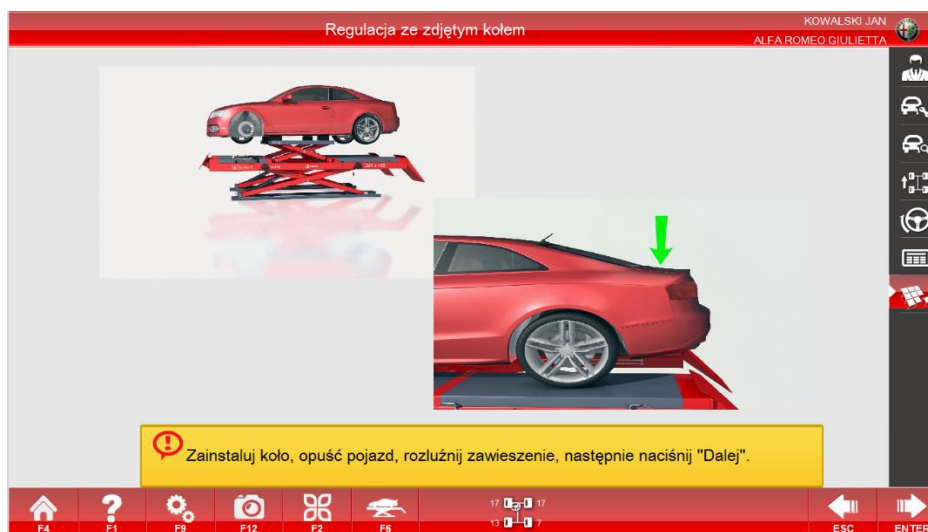 Regulacja ze zdjętym kołem
KOWALSKI JAN
ALFA ROMEO GIULIETTA
Zainstaluj koło, opuść pojazd, rozluźnij zawieszenie, następnie naciśnij "Dalej".
17 17
13 7
F4 F1 F9 F12 F2 F6 ESC ENTER